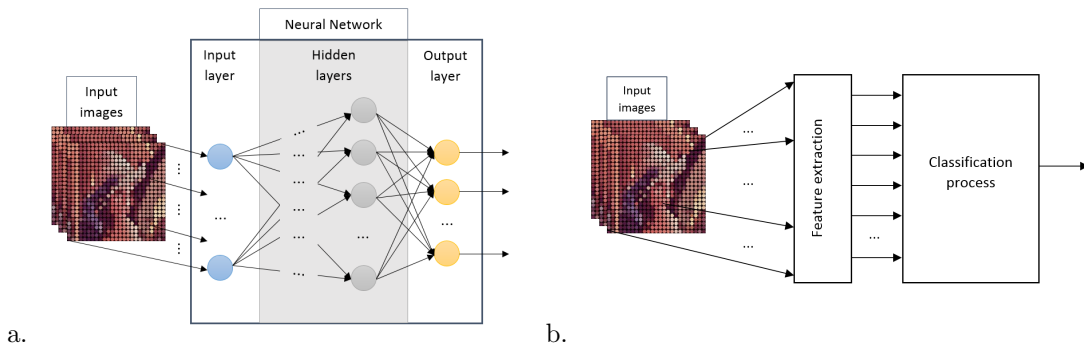 Neural Network
Input
layer
Hidden
layers
Output
layer
Input
images
...
...
...
...
...
...
...
...
...
...
...
a.
Input
images
...
...
...
Feature extraction
...
Classification
process
b.